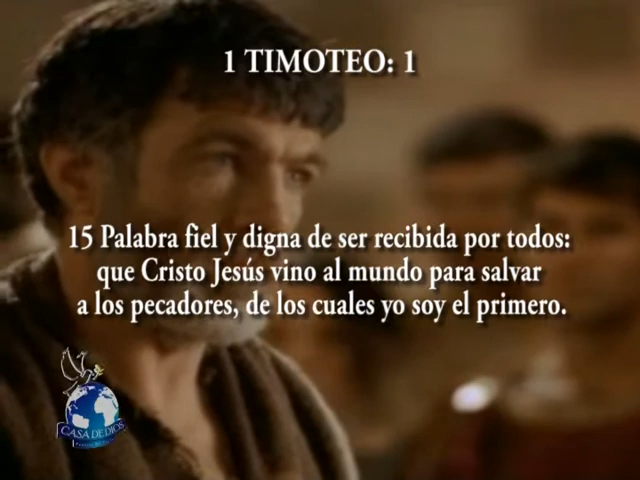 1 TIMOTEO: 1
15 Palabra fiel y digna de ser recibida por todos:
que Cristo Jesús vino al mundo para salvar
a los pecadores, de los cuales yo soy el primero.
CASA DE DIOS